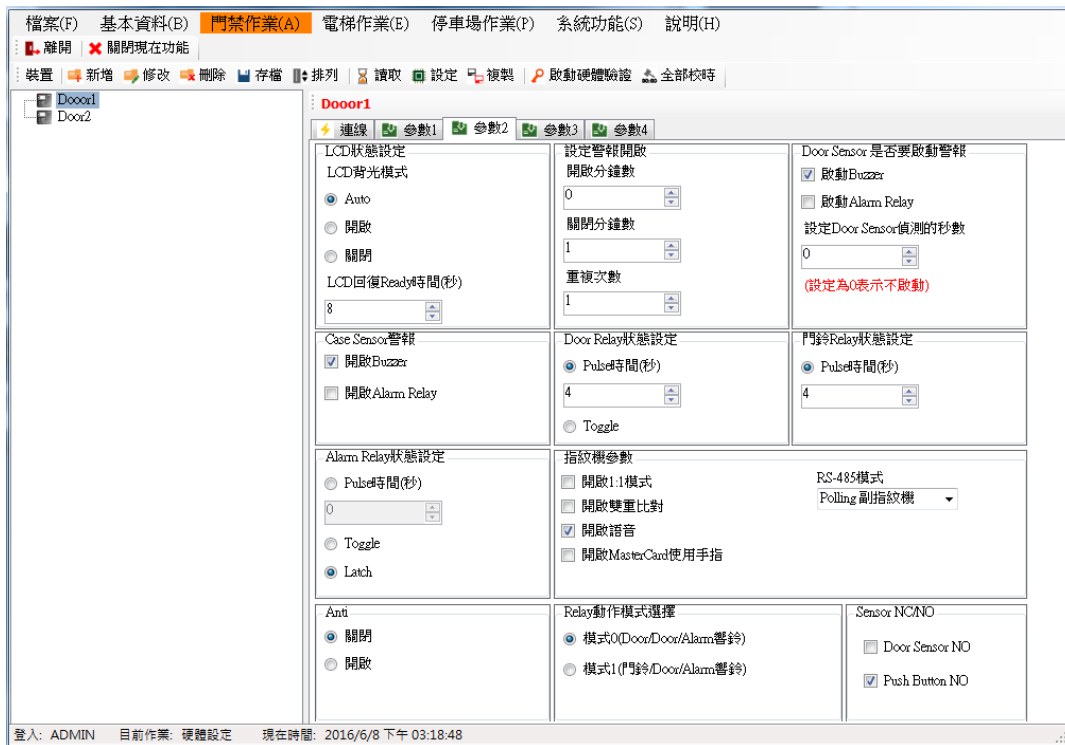 檔案(F) 基本資料(B) 門禁作業(A) 電梯作業(E) 停車場作業(P) 系統功能(S) 說明(H)
離開 關閉現在功能
裝置 新增 修改 刪除 存檔 排列 讀取 設定 複製 啟動硬體驗證 全部校時
Dooor1
Door2
Dooor1
連線 參數1 參數2 參數3 參數4
LCD狀態設定
LCD背光模式
Auto
開啟
關閉
LCD回復Ready時間(秒)
8
設定警報開啟
開啟分鐘數
0
關閉分鐘數
1
重複次數
1
Door Sensor 是否要啟動警報
啟動Buzzer
啟動Alarm Relay
設定Door Sensor偵測的秒數
0
(設定為0表示不啟動)
Case Sensor警報
開啟Buzzer
開啟Alarm Relay
Door Relay狀態設定
Pulse時間(秒)
4
Toggle
門鈴Relay狀態設定
Pulse時間(秒)
4
Alarm Relay狀態設定
Pulse時間(秒)
0
Toggle
Latch
指紋機參數
開啟1:1模式
開啟雙重比對
開啟語音
開啟MasterCard使用手指
RS-485模式
Polling 副指紋機
Anti
關閉
開啟
Relay動作模式選擇
模式0(Door/Door/Alarm響鈴)
模式1(門鈴/Door/Alarm響鈴)
Sensor NC/NO
Door Sensor NO
Push Button NO
登入: ADMIN 目前作業: 硬體設定 現在時間: 2016/6/8 下午 03:18:48